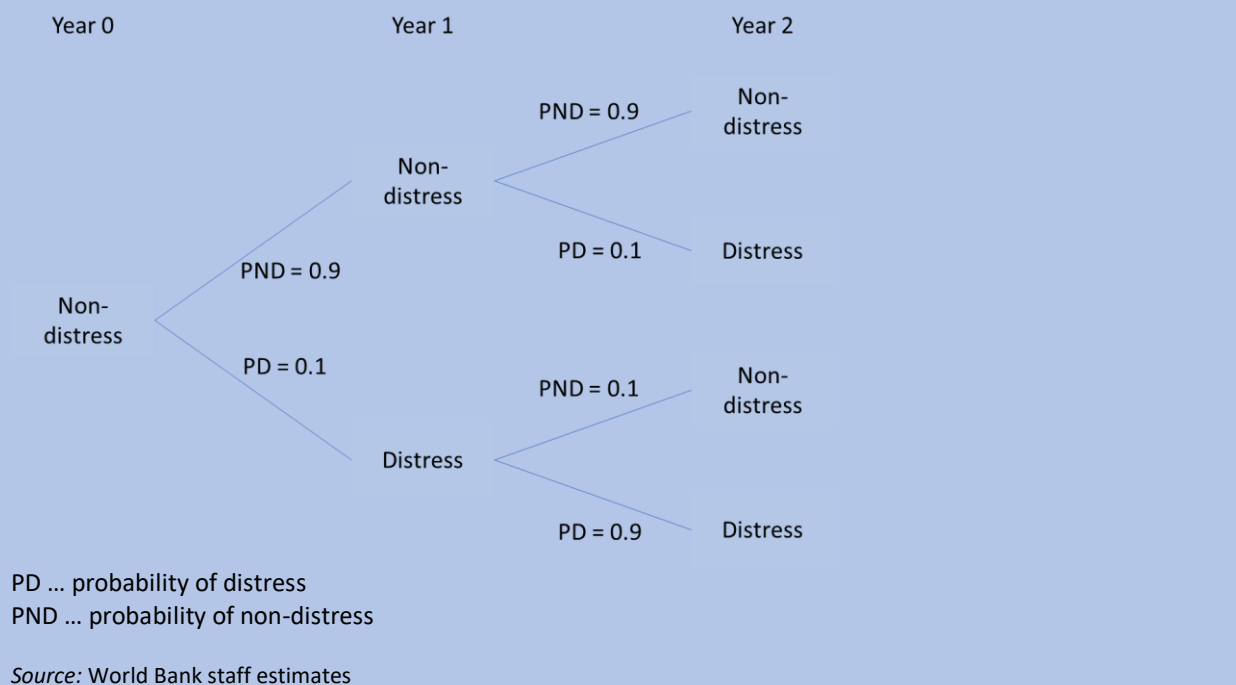 Year 0 Year 1 Year 2
Non-
distress
PND = 0.9
Non-
distress
PND = 0.9
PD = 0.1
Distress
Non-
distress
PD = 0.1
PND = 0.1
Non-
distress
Distress
PD = 0.9
Distress
PD ... probability of distress
PND ... probability of non-distress
Source: World Bank staff estimates